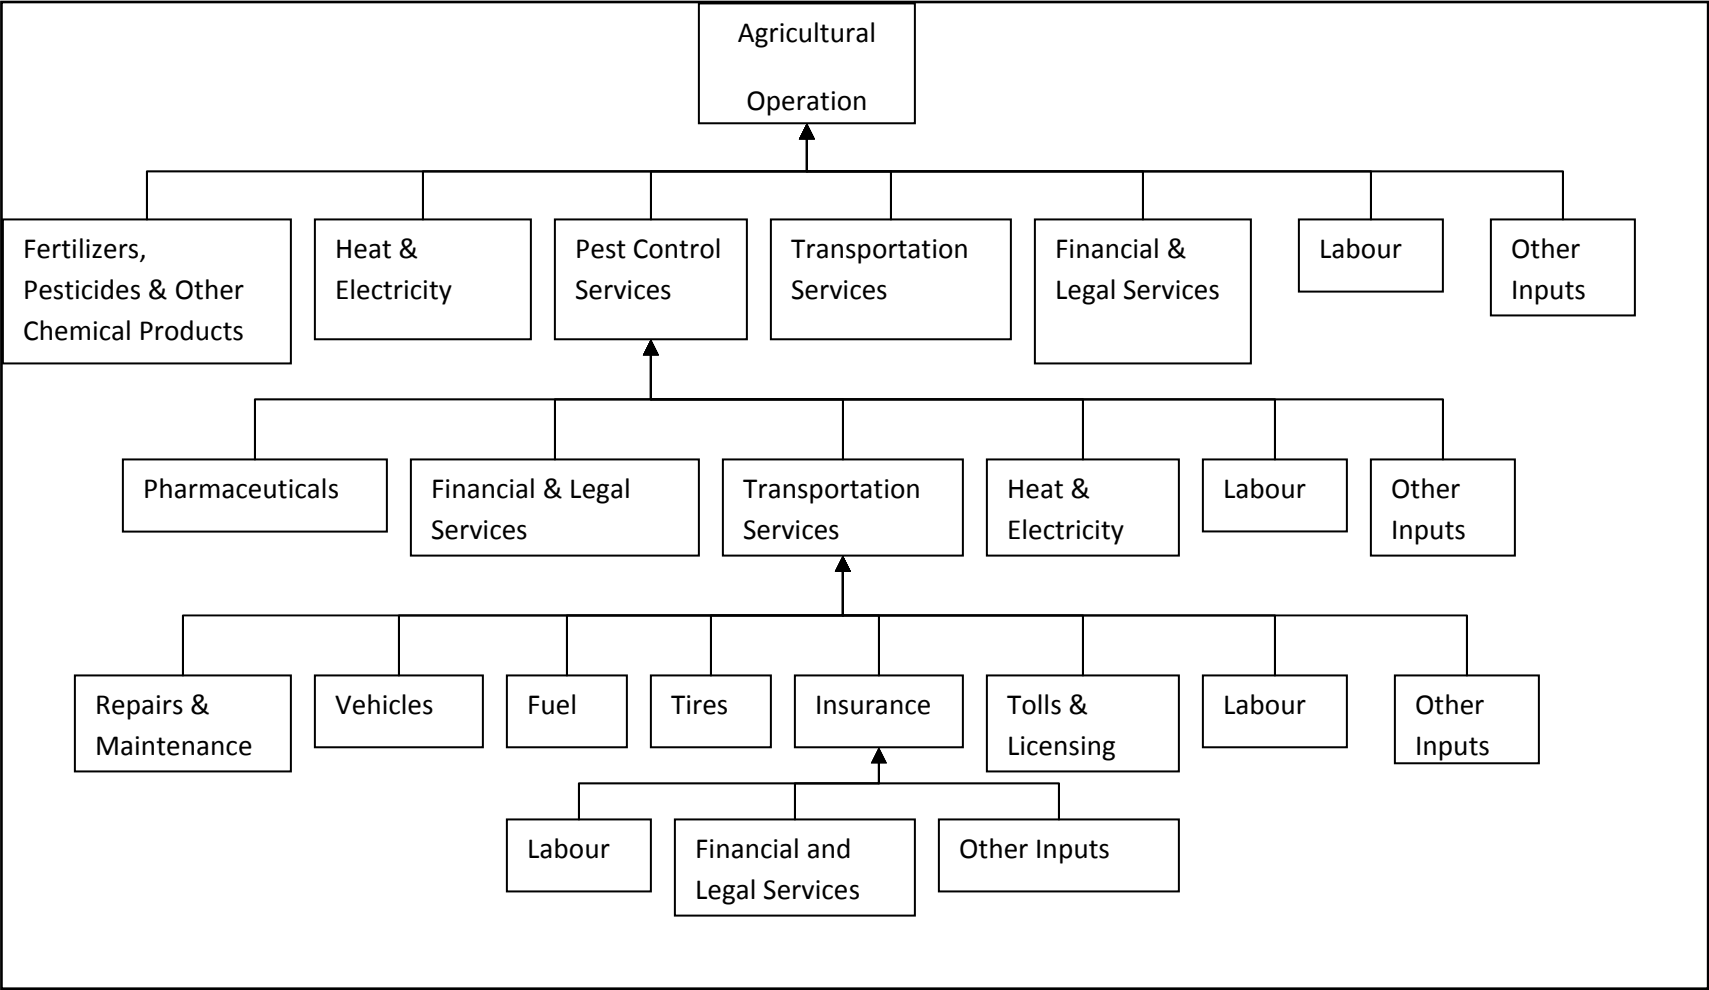 Agricultural
Operation
Fertilizers,
Pesticides & Other
Chemical Products
Heat &
Electricity
Pest Control
Services
Transportation
Services
Financial &
Legal Services
Labour
Other
Inputs
Pharmaceuticals
Financial & Legal
Services
Transportation
Services
Heat &
Electricity
Labour
Other
Inputs
Repairs &
Maintenance
Vehicles
Fuel
Tires
Insurance
Tolls &
Licensing
Labour
Other
Inputs
Labour
Financial and
Legal Services
Other Inputs